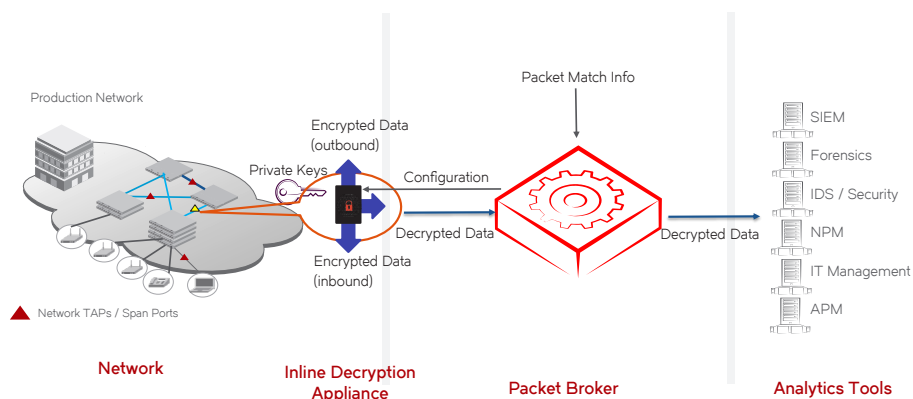 Packet Match Info
Production Network
Encrypted Data
(outbound)
Private Keys
Configuration
Decrypted Data
Decrypted Data
Encrypted Data
(inbound)
SIEM
Forensics
IDS / Security
NPM
IT Management
APM
Network TAPs / Span Ports
Network
Inline Decryption
Appliance
Packet Broker
Analytics Tools